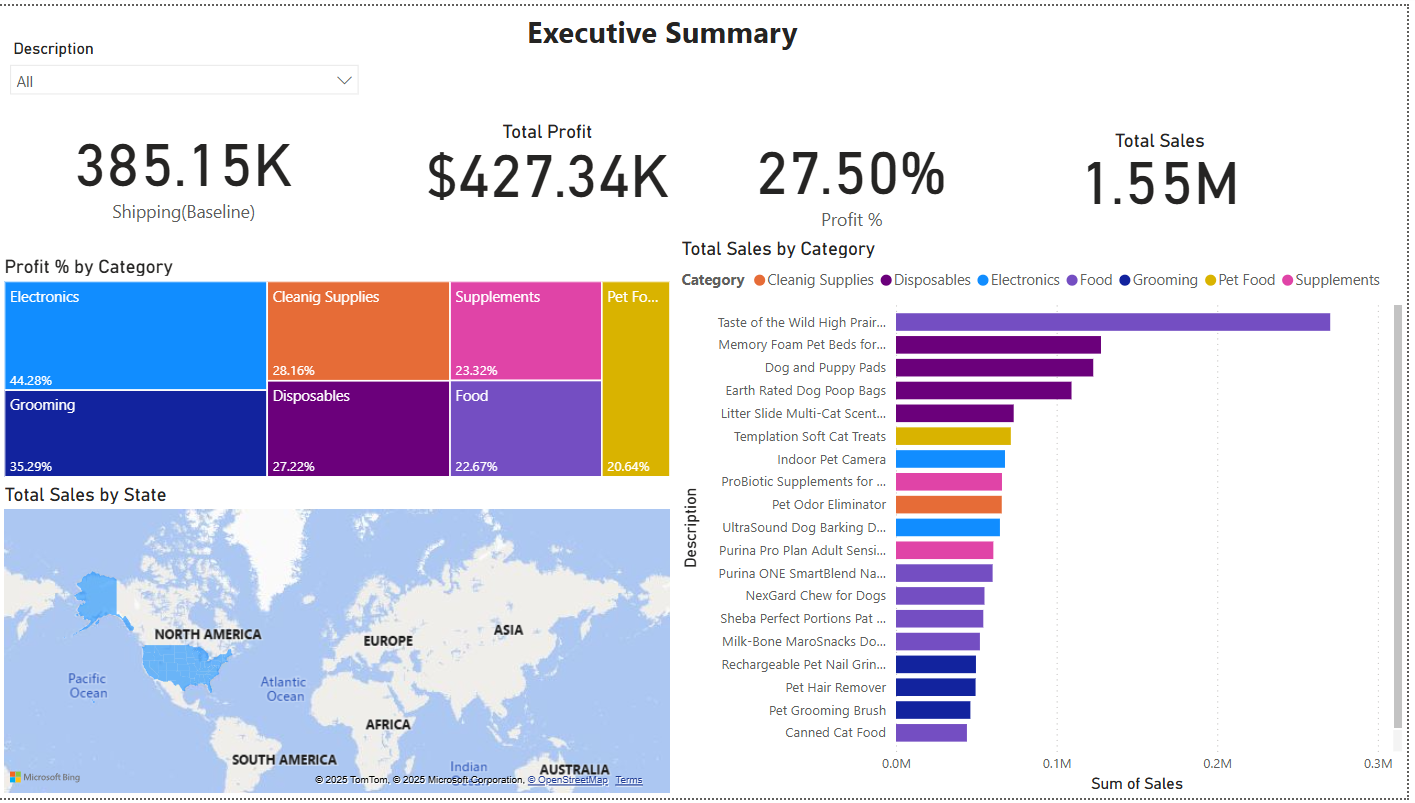 Executive Summary
Description
All
385.15K
Shipping(Baseline)
Total Profit
$427.34K
27.50%
Profit %
Total Sales
1.55M
Profit % by Category
Electronics
44.28%
Grooming
35.29%
Cleanig Supplies
28.16%
Disposables
27.22%
Supplements
23.32%
Food
22.67%
Pet Fo...
20.64%
Total Sales by State
NORTH AMERICA
EUROPE
ASIA
Pacific
Ocean
Atlantic
Ocean
AFRICA
SOUTH AMERICA
Indian
Ocean
AUSTRALIA
Microsoft Bing
© 2025 TomTom, © 2025 Microsoft Corporation, © OpenStreetMap Terms
Total Sales by Category
Category Cleanig Supplies Disposables Electronics Food Grooming Pet Food Supplements
Description
Taste of the Wild High Prair...
Memory Foam Pet Beds for...
Dog and Puppy Pads
Earth Rated Dog Poop Bags
Litter Slide Multi-Cat Scent...
Templation Soft Cat Treats
Indoor Pet Camera
ProBiotic Supplements for ...
Pet Odor Eliminator
UltraSound Dog Barking D...
Purina Pro Plan Adult Sensi...
Purina ONE SmartBlend Na...
NexGard Chew for Dogs
Sheba Perfect Portions Pat ...
Milk-Bone MaroSnacks Do...
Rechargeable Pet Nail Grin...
Pet Hair Remover
Pet Grooming Brush
Canned Cat Food
0.0M 0.1M 0.2M 0.3M
Sum of Sales